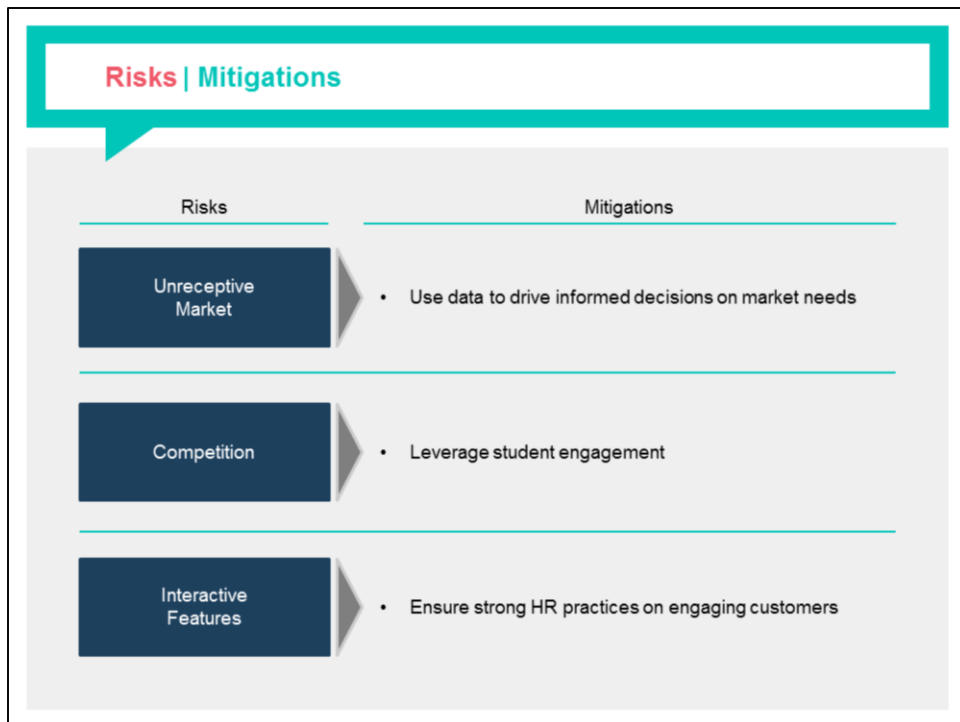 Risks | Mitigations
Risks
Mitigations
Unreceptive
Market
• Use data to drive informed decisions on market needs
Competition
• Leverage student engagement
Interactive
Features
• Ensure strong HR practices on engaging customers